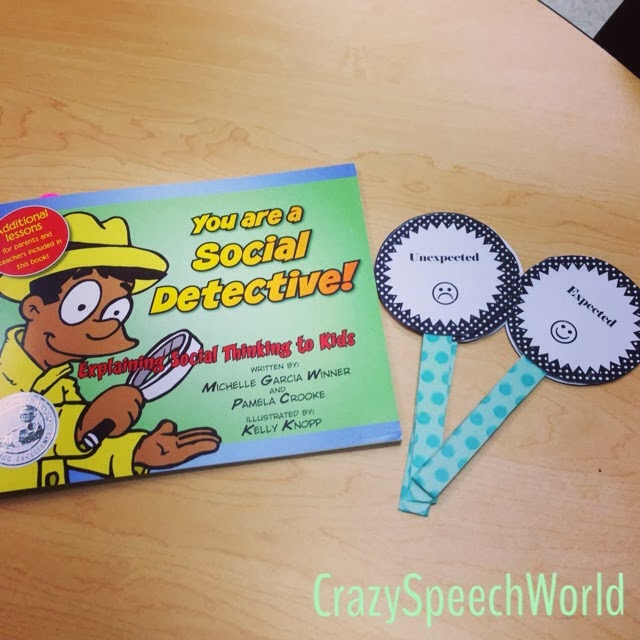 Additional
lessons
for parents and
teachers included in
this book!
You are a
Social
Detective!
Explaining Social Thinking to Kids
WRITTEN BY:
MICHELLE GARCIA WINNER
AND
PAMELA CROOKE
ILLUSTRATED BY:
KELLY KNOPP
Unexpected
Expected
CrazySpeechWorld